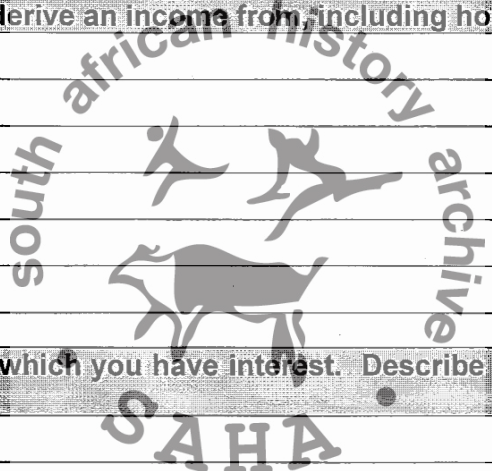 derive an income from, including ho
south african history archive
which you have interest. Describe
SAHA